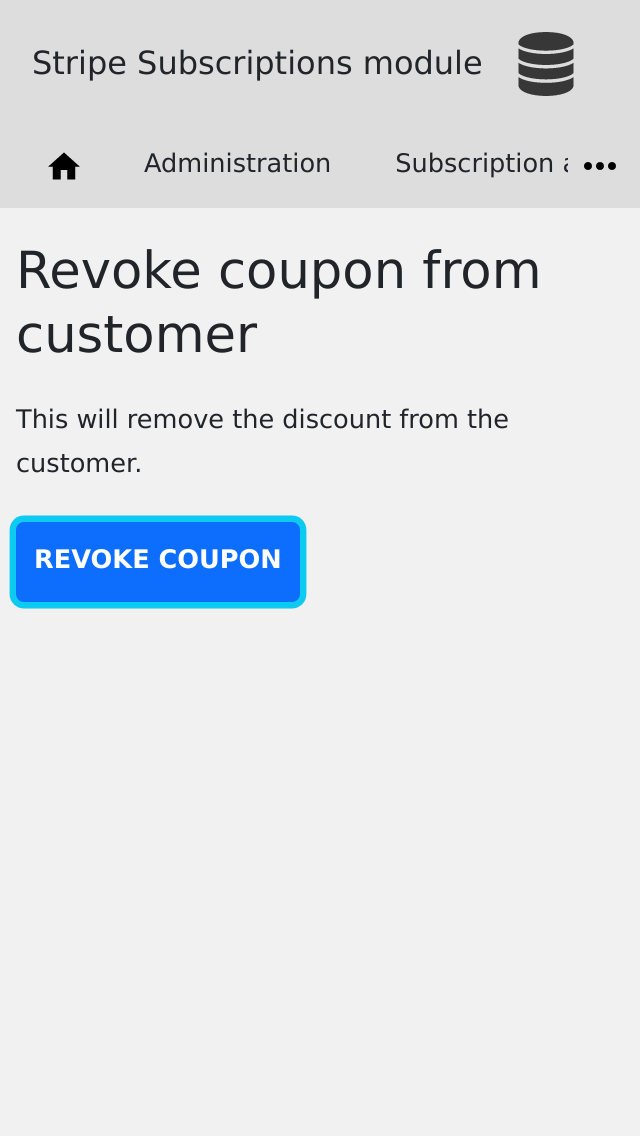 Stripe Subscriptions module
Administration
Subscription
Revoke coupon from
customer
This will remove the discount from the
customer.
REVOKE COUPON